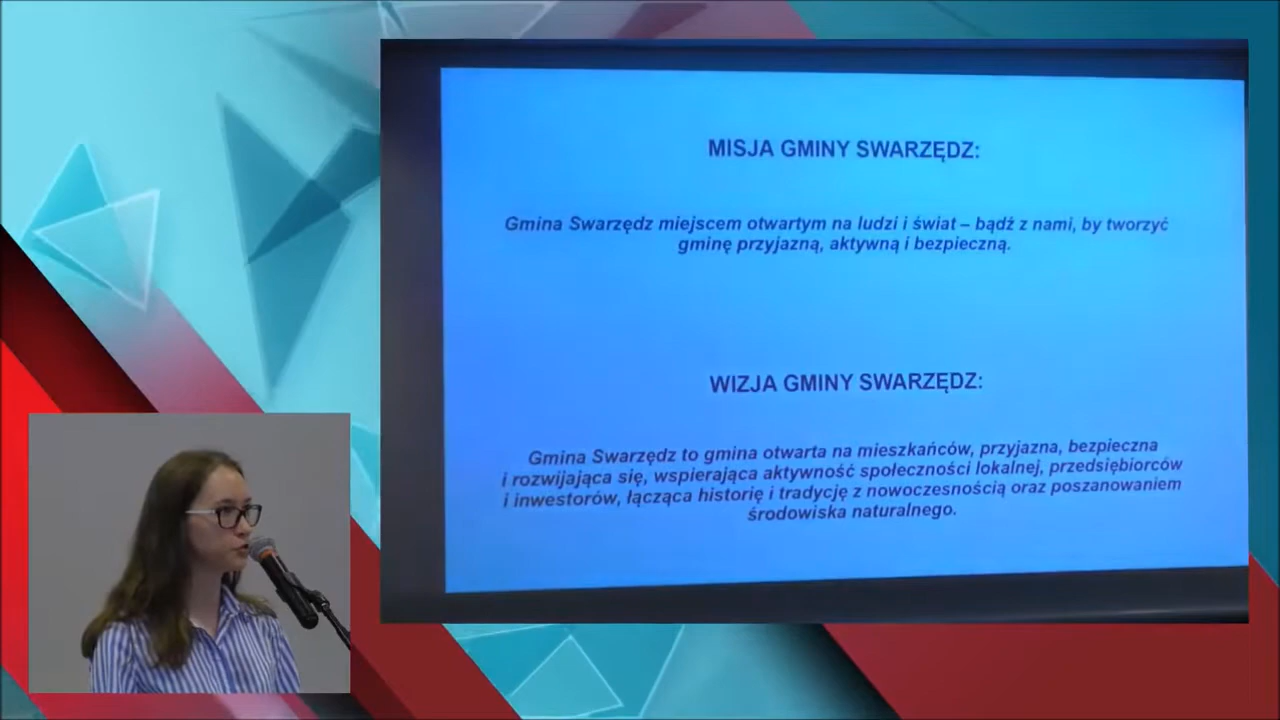 MISJA GMINY SWARZĘDZ:
Gmina Swarzędz miejscem otwartym na ludzi i świat – bądź z nami, by tworzyć
gminę przyjazną, aktywną i bezpieczną.
WIZJA GMINY SWARZĘDZ:
Gmina Swarzędz to gmina otwarta na mieszkańców, przyjazna, bezpieczna
i rozwijająca się, wspierająca aktywność społeczności lokalnej, przedsiębiorców
i inwestorów, łącząca historię i tradycję z nowoczesnością oraz poszanowaniem
środowiska naturalnego.